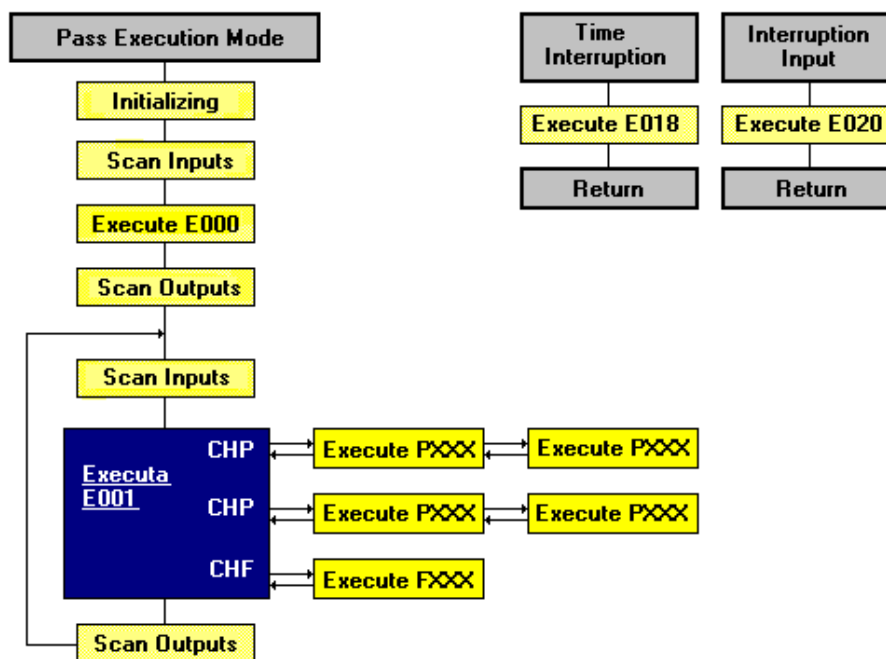 Pass Execution Mode
Initializing
Scan Inputs
Execute E000
Scan Outputs
Scan Inputs
Executa
E001
CHP
Execute PXXX
Execute PXXX
CHP
Execute PXXX
Execute PXXX
CHF
Execute FXXX
Scan Outputs
Time
Interruption
Execute E018
Return
Interruption
Input
Execute E020
Return